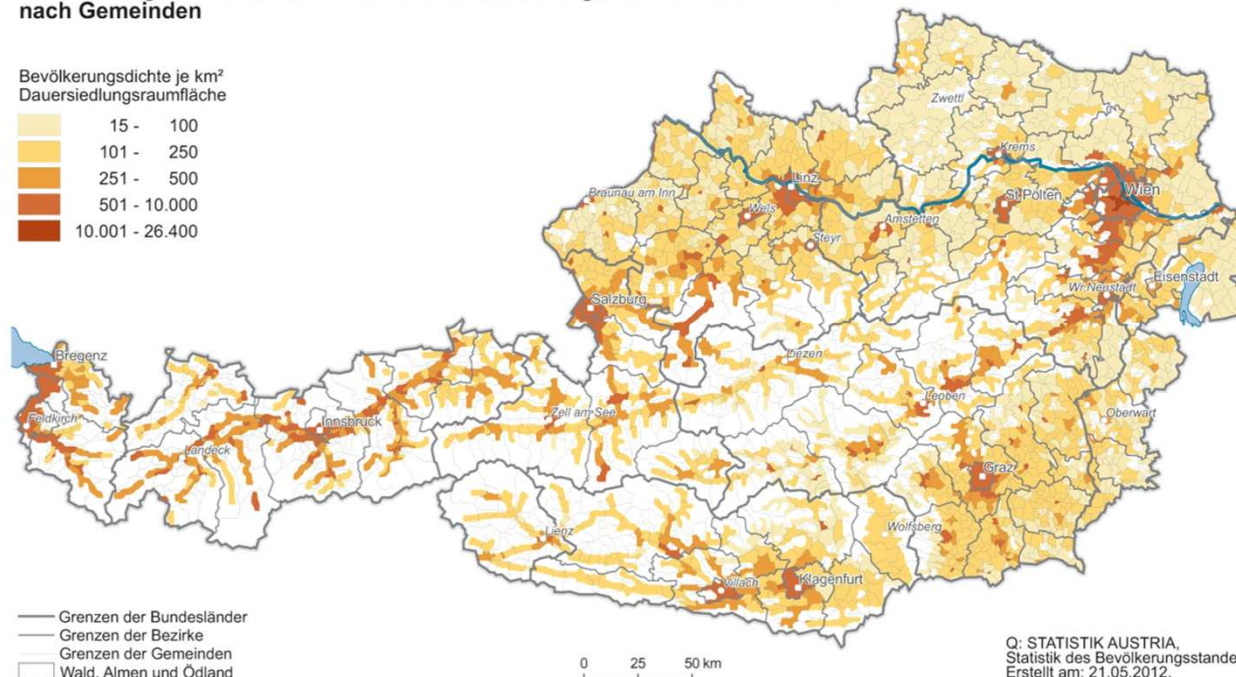 nach Gemeinden
Bevölkerungsdichte je km²
Dauersiedlungsraumfläche
15 - 100
101 - 250
251 - 500
501 - 10.000
10.001 - 26.400
Zwettl
Krems
Linz
Wien
Braunau am Inn
St.Pölten
Wels
Amstetten
Steyr
Eisenstadt
Wr.Neustadt
Salzburg
Bregenz
Liezen
Leoben
Feldkirch
Innsbruck
Zell am See
Oberwart
Landeck
Graz
Wolfsberg
Lienz
Villach
Klagenfurt
Grenzen der Bundesländer
Grenzen der Bezirke
Grenzen der Gemeinden
Wald, Almen und Ödland
0 25 50 km
Q: STATISTIK AUSTRIA,
Statistik des Bevölkerungsstande
Erstellt am: 21.05.2012.